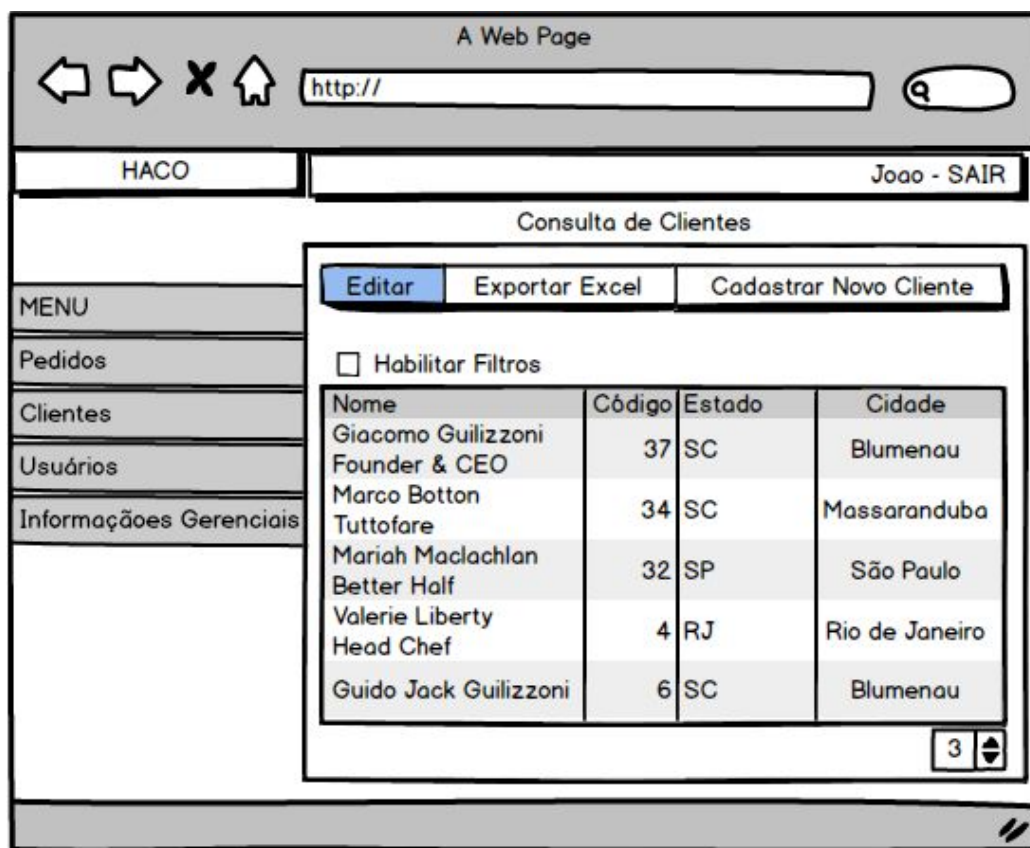 A Web Page
http://
HACO
Joao - SAIR
Consulta de Clientes
Editar
Exportar Excel
Cadastrar Novo Cliente
MENU
Pedidos
Clientes
Usuários
Informaçãoes Gerenciais
Habilitar Filtros
Nome Código Estado Cidade
Giacomo Guilizzoni
Founder & CEO
37 SC Blumenau
Marco Botton
Tuttofare
34 SC Massaranduba
Mariah Maclachlan
Better Half
32 SP São Paulo
Valerie Liberty
Head Chef
4 RJ Rio de Janeiro
Guido Jack Guilizzoni 6 SC Blumenau
3